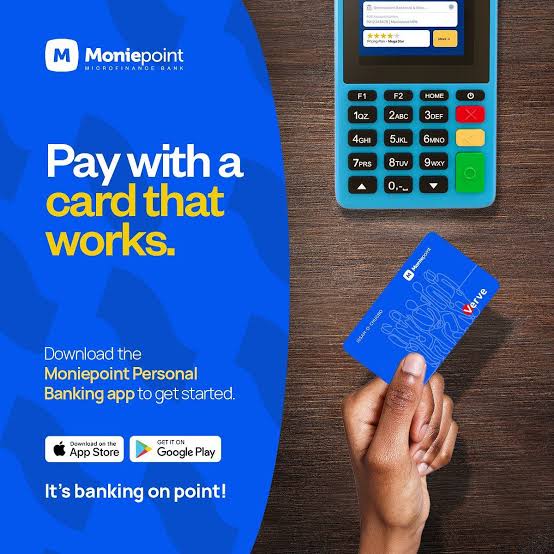 Moniepoint
MICROFINANCE BANK
Pay with a
card that
works.
Download the
Moniepoint Personal
Banking app to get started.
Download on the
App Store
GET IT ON
Google Play
It's banking on point!
F1 F2 HOME
1QZ. 2ABC 3DEF
4GHI 5JKL 6MNO
7PRS 8TUV 9WXY
0,-
Moniepoint
Verve